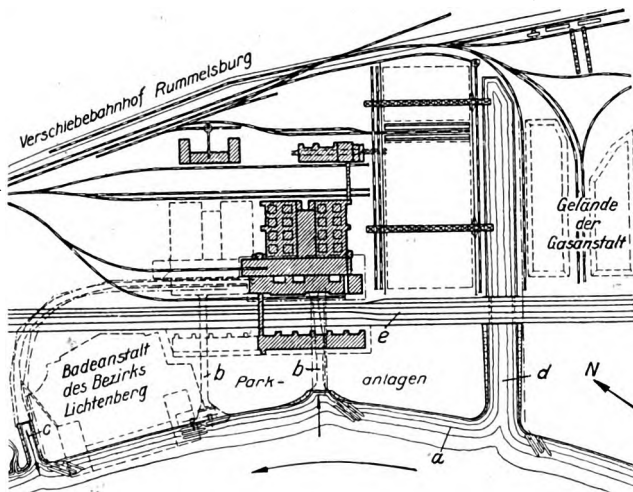 Verschiebebahnhof Rummelsburg
Gelände
der
Gasanstalt
e
Badeanstalt
des Bezirks
Lichtenberg
b
Park-
b
anlagen
d
N
c
a